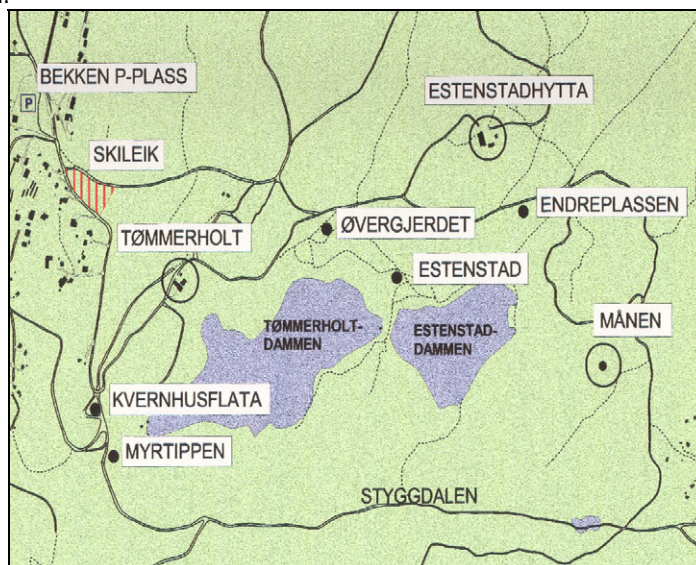 BEKKEN P-PLASS
P
ESTENSTADHYTTA
SKILEIK
ENDREPLASSEN
TØMMERHOLT
ØVERGJERDET
ESTENSTAD
TØMMERHOLT-
DAMMEN
ESTENSTAD-
DAMMEN
MÅNEN
KVERNHUSFLATA
MYRTIPPEN
STYGGDALEN